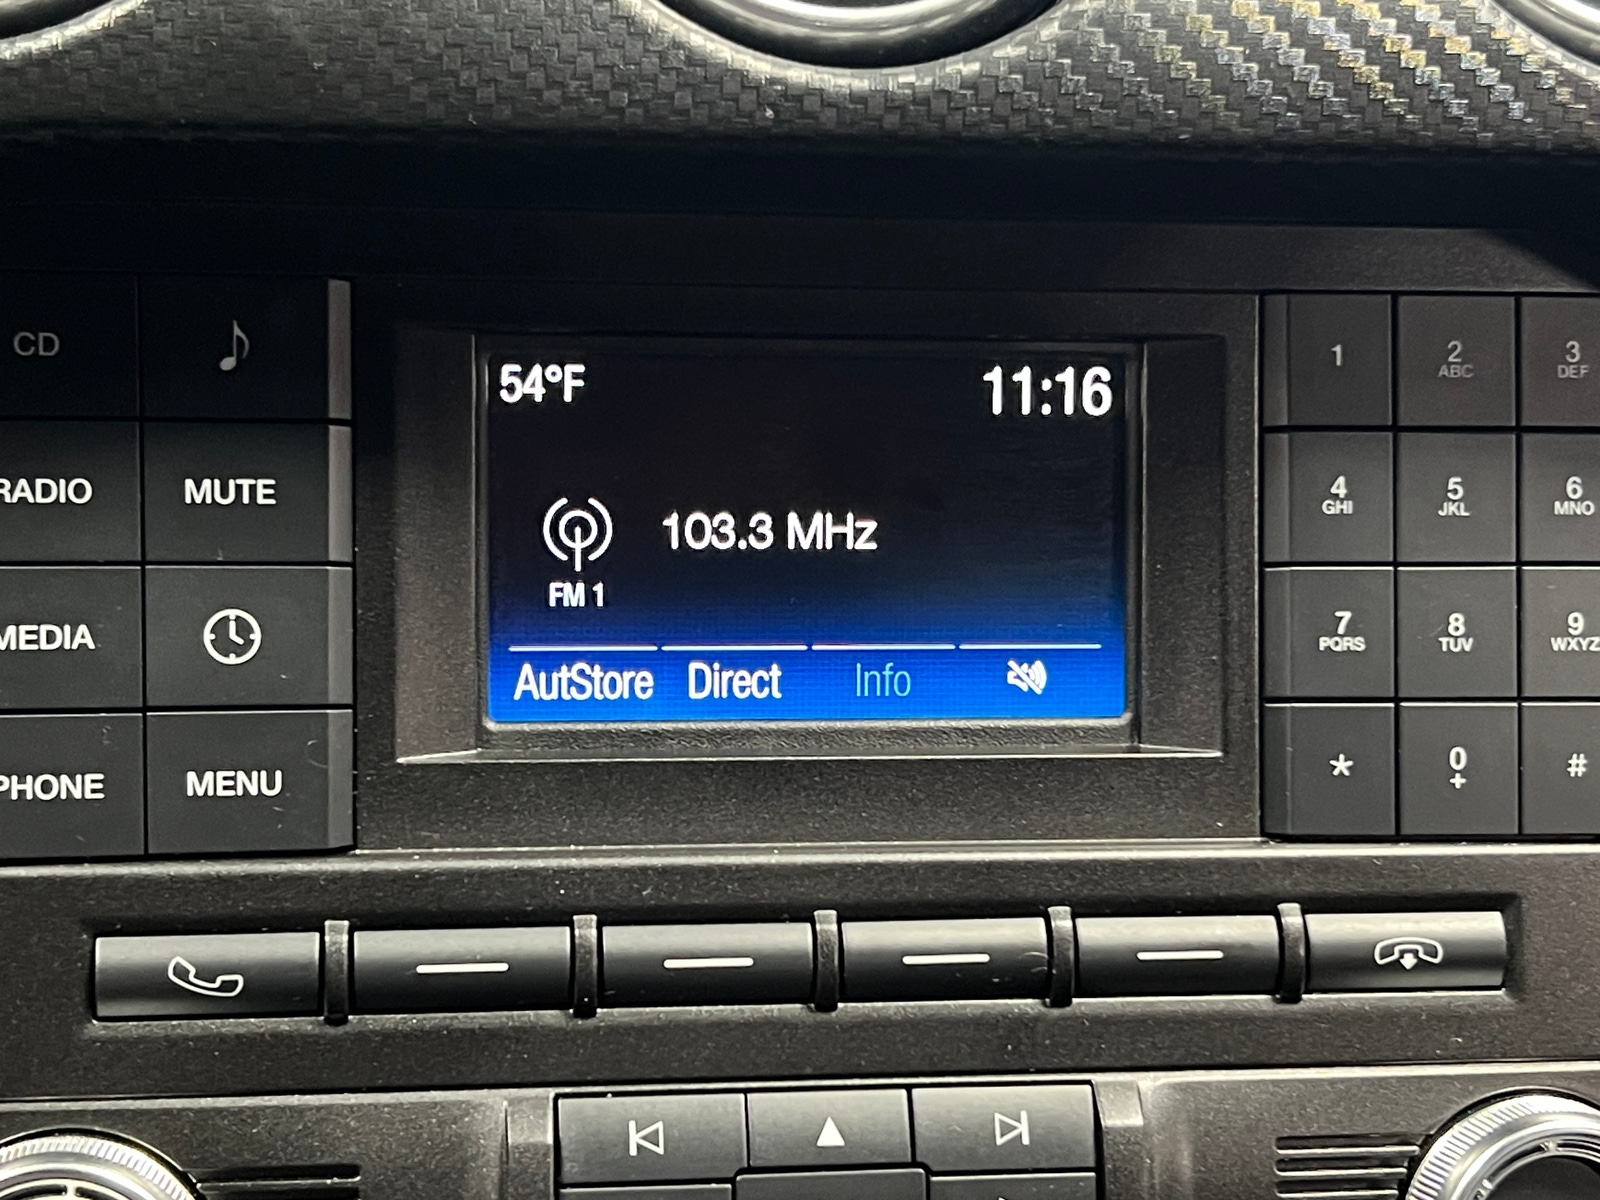 54°F 11:16
103.3 MHz
FM 1
AutStore Direct Info
CD
RADIO MUTE
MEDIA
PHONE MENU
1 2 ABC 3 DEF
4 GHI 5 JKL 6 MNO
7 PQRS 8 TUV 9 WXYZ
* 0 + #